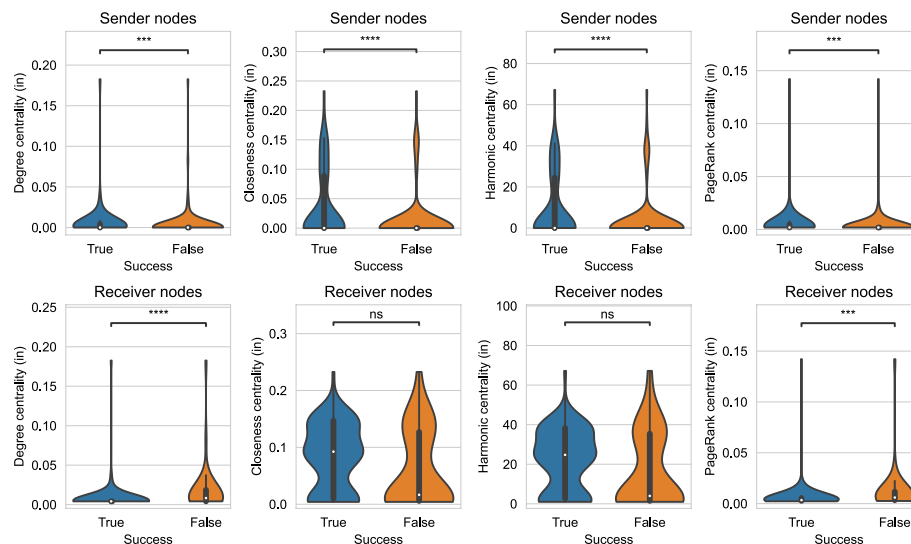 Sender nodes
Degree centrality (in)
0.20
0.15
0.10
0.05
0.00
***
True
False
Success
Sender nodes
Closeness centrality (in)
0.30
0.25
0.20
0.15
0.10
0.05
0.00
****
True
False
Success
Sender nodes
Harmonic centrality (in)
80
60
40
20
0
****
True
False
Success
Sender nodes
PageRank centrality (in)
0.15
0.10
0.05
0.00
***
True
False
Success
Receiver nodes
Degree centrality (in)
0.25
0.20
0.15
0.10
0.05
0.00
****
True
False
Success
Receiver nodes
Closeness centrality (in)
0.3
0.2
0.1
0.0
ns
True
False
Success
Receiver nodes
Harmonic centrality (in)
100
80
60
40
20
0
ns
True
False
Success
Receiver nodes
PageRank centrality (in)
0.15
0.10
0.05
0.00
***
True
False
Success